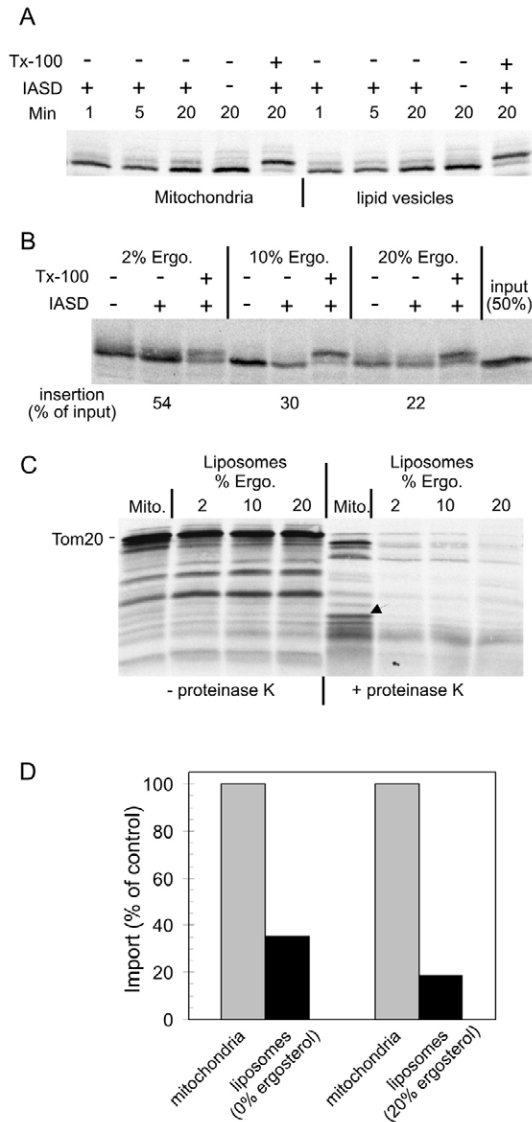 A
Tx-100 - - - - + - - - - +
IASD + + + - + + + + - +
Min 1 5 20 20 20 1 5 20 20 20
Mitochondria lipid vesicles
B
2% Ergo. 10% Ergo. 20% Ergo.
Tx-100 - - + - - + - - + input
IASD - + + - + + - + + (50%)
insertion
(% of input) 54 30 22
C
Liposomes Liposomes
% Ergo. % Ergo.
Mito. 2 10 20 Mito. 2 10 20
Tom20 -
- proteinase K + proteinase K
D
Import (% of control)
100
80
60
40
20
0
mitochondria
liposomes
(0% ergosterol)
mitochondria
liposomes
(20% ergosterol)